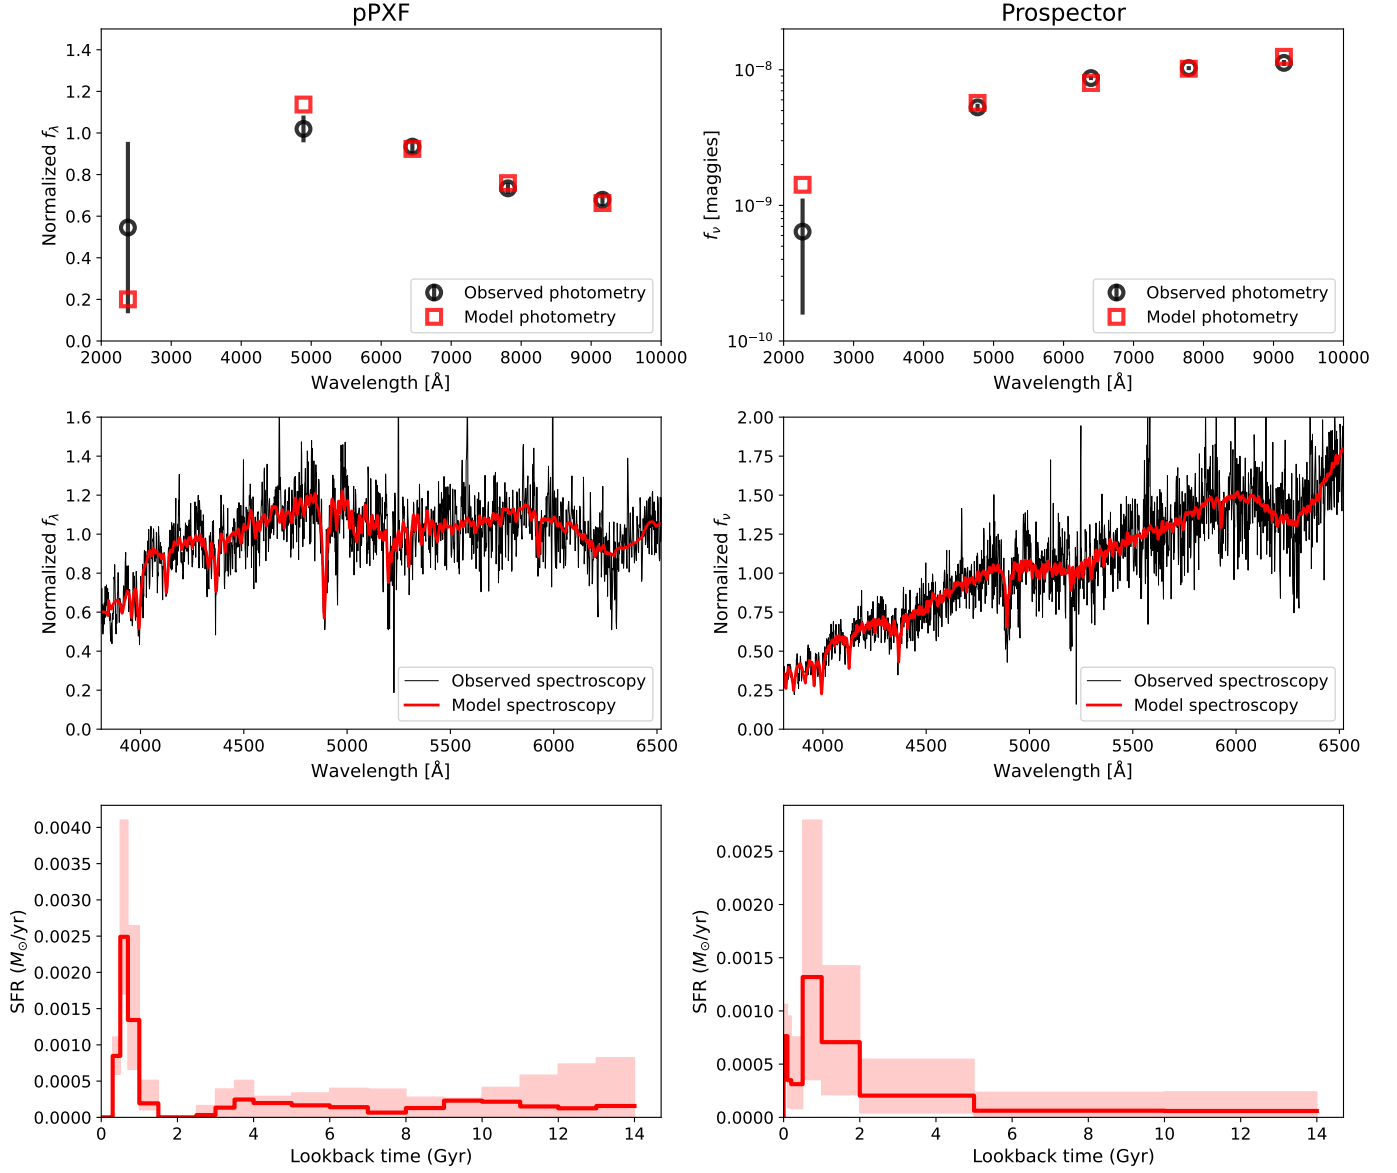 pPXF
Normalized fλ
1.4
1.2
1.0
0.8
0.6
0.4
0.2
0.0
Observed photometry
Model photometry
2000 3000 4000 5000 6000 7000 8000 9000 10000
Wavelength [Å]
Prospector
fν [maggies]
10⁻⁸
10⁻⁹
10⁻¹⁰
Observed photometry
Model photometry
2000 3000 4000 5000 6000 7000 8000 9000 10000
Wavelength [Å]
Normalized fλ
1.6
1.4
1.2
1.0
0.8
0.6
0.4
0.2
0.0
Observed spectroscopy
Model spectroscopy
4000 4500 5000 5500 6000 6500
Wavelength [Å]
Normalized fν
2.00
1.75
1.50
1.25
1.00
0.75
0.50
0.25
0.00
Observed spectroscopy
Model spectroscopy
4000 4500 5000 5500 6000 6500
Wavelength [Å]
SFR (M⊙/yr)
0.0040
0.0035
0.0030
0.0025
0.0020
0.0015
0.0010
0.0005
0.0000
0 2 4 6 8 10 12 14
Lookback time (Gyr)
SFR (M⊙/yr)
0.0025
0.0020
0.0015
0.0010
0.0005
0.0000
0 2 4 6 8 10 12 14
Lookback time (Gyr)